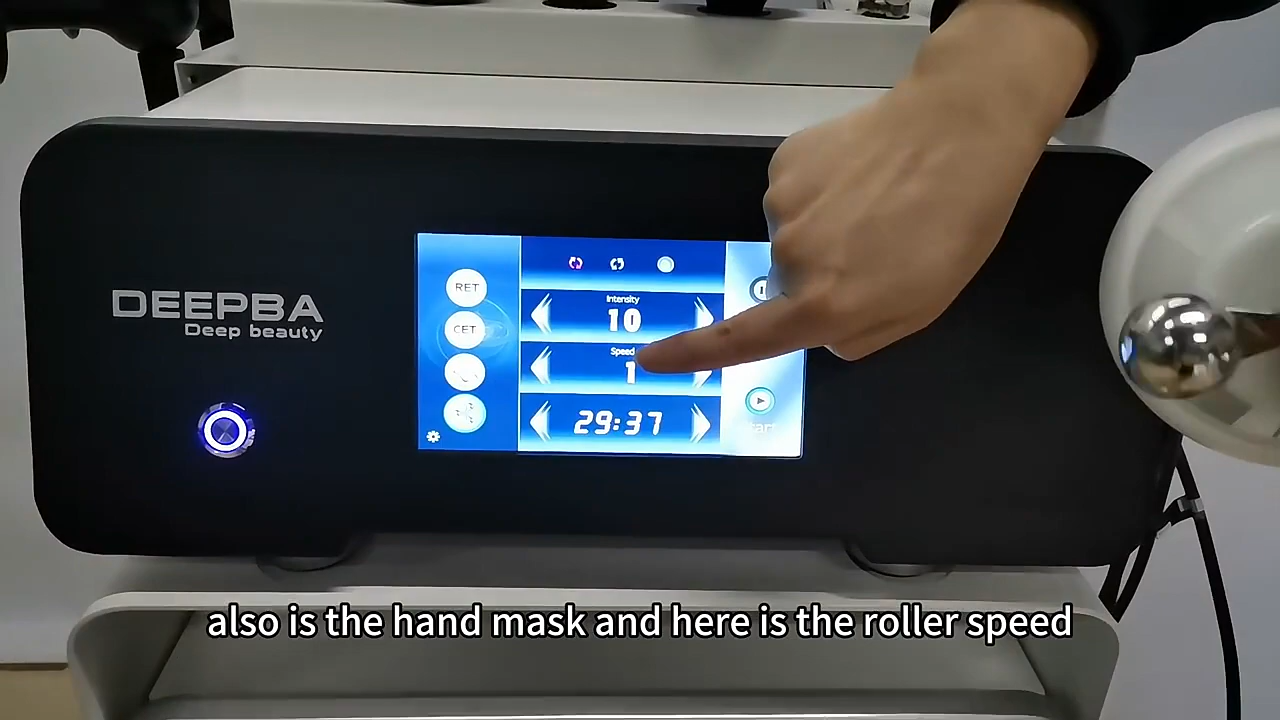 DEEPBA
Deep beauty
RET
CET
Intensity
10
Speed
1
29:37
also is the hand mask and here is the roller speed